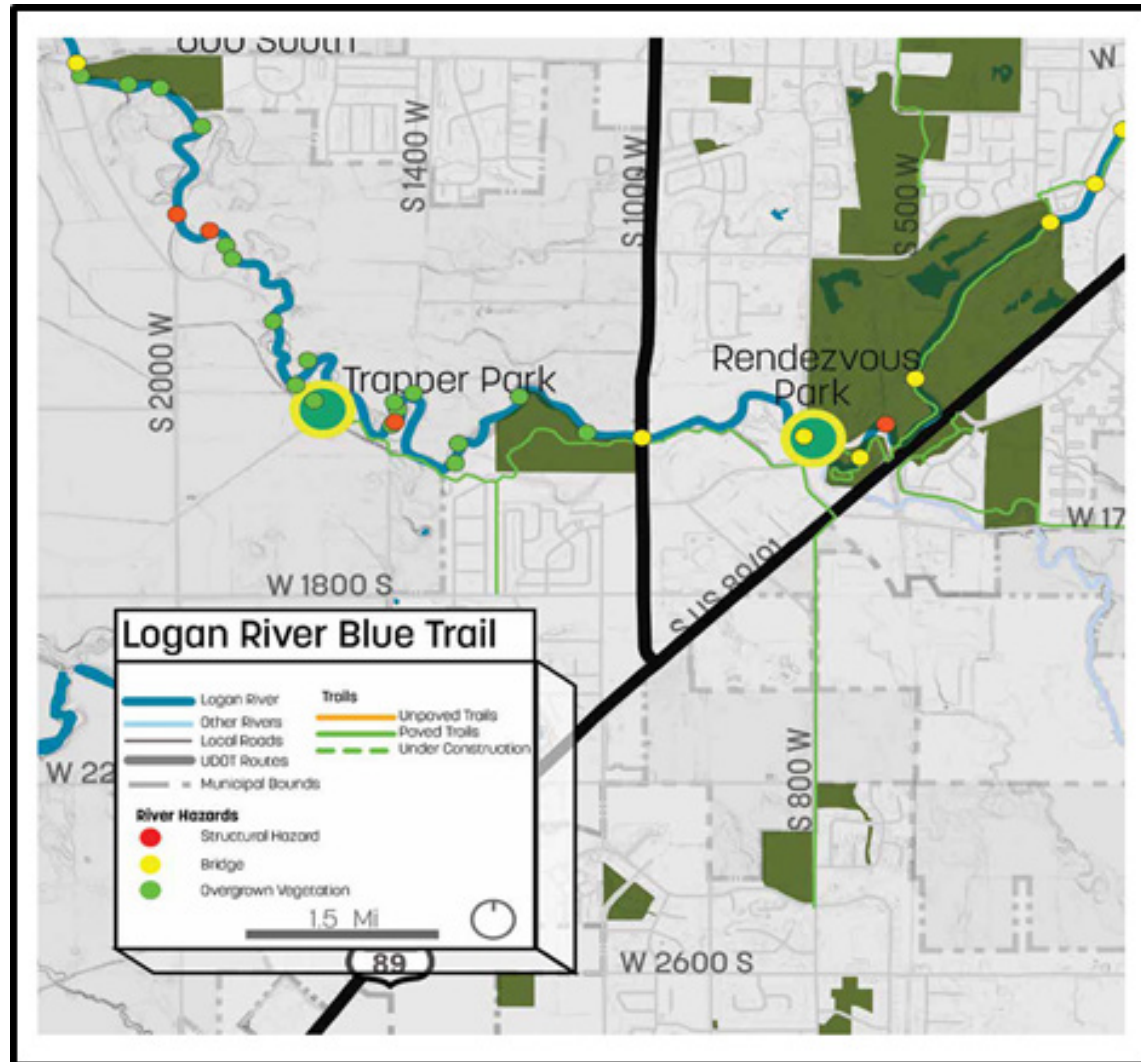 600 South
W
S 1400 W
S 1000 W
S 500 W
S 2000 W
Trapper Park
Rendezvous
Park
W 17
S US 89/91
W 1800 S
S 800 W
W 22
W 2600 S
89
Logan River Blue Trail
Logan River
Other Rivers
Local Roads
UDOT Routes
Municipal Bounds
Trails
Unpaved Trails
Paved Trails
Under Construction
River Hazards
Structural Hazard
Bridge
Overgrown Vegetation
1.5 Mi